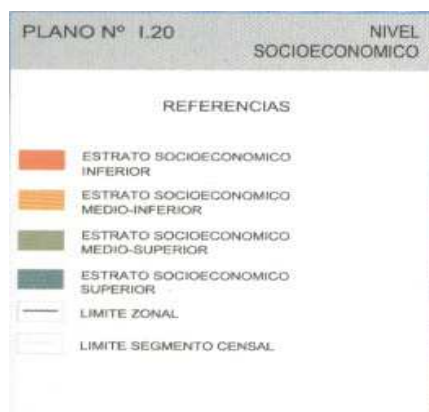 PLANO Nº I.20
NIVEL
SOCIOECONOMICO
REFERENCIAS
ESTRATO SOCIOECONOMICO
INFERIOR
ESTRATO SOCIOECONOMICO
MEDIO-INFERIOR
ESTRATO SOCIOECONOMICO
MEDIO-SUPERIOR
ESTRATO SOCIOECONOMICO
SUPERIOR
LIMITE ZONAL
LIMITE SEGMENTO CENSAL